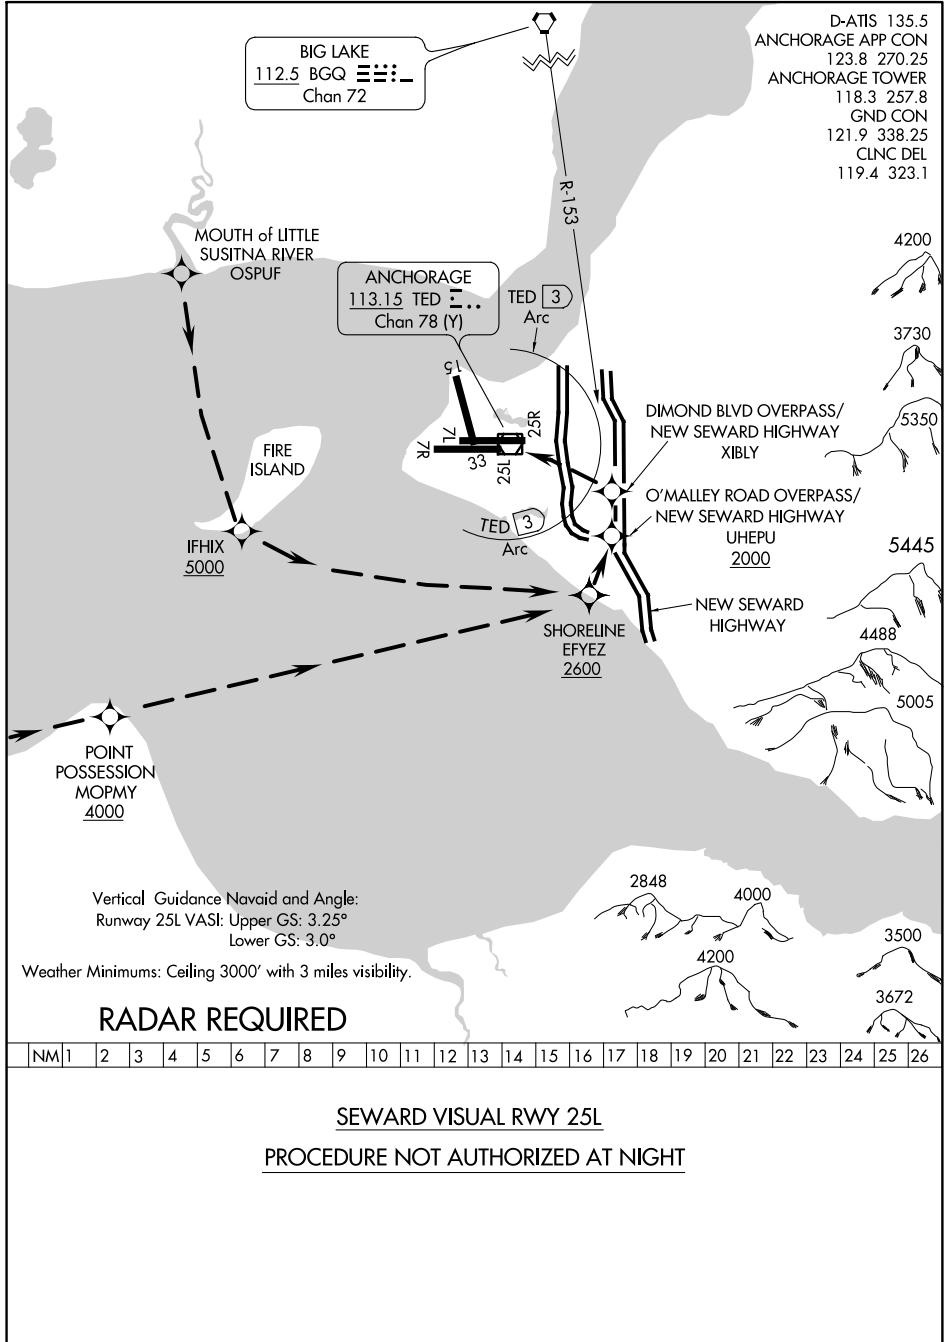 D-ATIS 135.5
ANCHORAGE APP CON
123.8 270.25
ANCHORAGE TOWER
118.3 257.8
GND CON
121.9 338.25
CLNC DEL
119.4 323.1
BIG LAKE
112.5 BGQ
Chan 72
R-153
MOUTH of LITTLE
SUSITNA RIVER
OSPUF
ANCHORAGE
113.15 TED
Chan 78 (Y)
TED 3
Arc
4200
3730
5350
15
7L
7R
33
25L
25R
DIMOND BLVD OVERPASS/
NEW SEWARD HIGHWAY
XIBLY
FIRE
ISLAND
O'MALLEY ROAD OVERPASS/
NEW SEWARD HIGHWAY
UHEPU
2000
TED 3
Arc
IFHIX
5000
5445
NEW SEWARD
HIGHWAY
SHORELINE
EFYEZ
2600
4488
5005
POINT
POSSESSION
MOPMY
4000
Vertical Guidance Navaid and Angle:
Runway 25L VASI: Upper GS: 3.25°
Lower GS: 3.0°
2848
4000
3500
4200
3672
Weather Minimums: Ceiling 3000' with 3 miles visibility.
RADAR REQUIRED
NM 1 2 3 4 5 6 7 8 9 10 11 12 13 14 15 16 17 18 19 20 21 22 23 24 25 26
SEWARD VISUAL RWY 25L
PROCEDURE NOT AUTHORIZED AT NIGHT